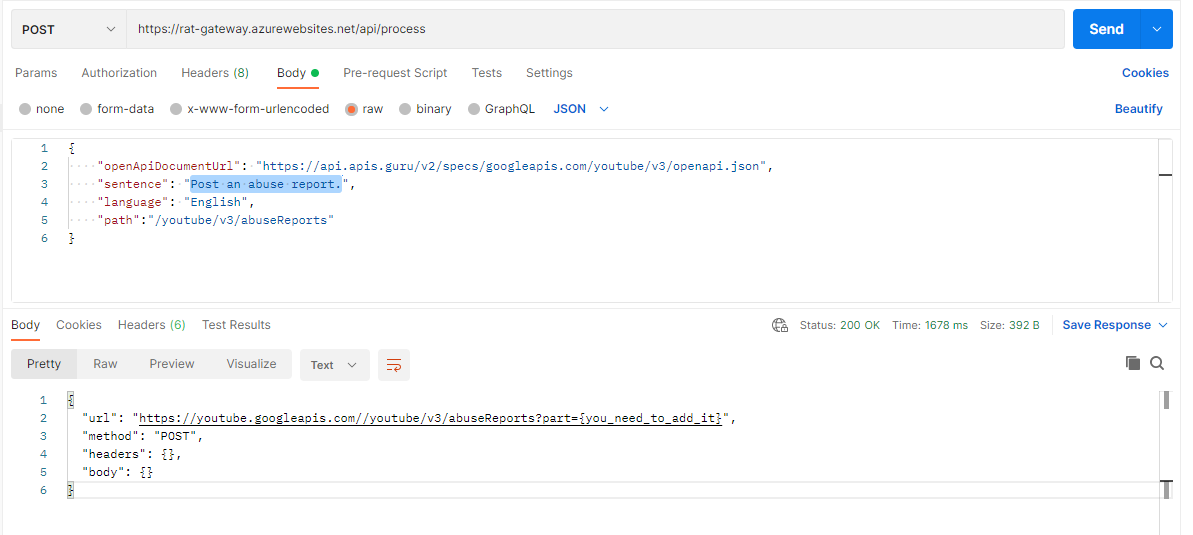 POST https://rat-gateway.azurewebsites.net/api/process Send
Params Authorization Headers (8) Body Pre-request Script Tests Settings Cookies
none form-data x-www-form-urlencoded raw binary GraphQL JSON Beautify
1 {
2 "openApiDocumentUrl": "https://api.apis.guru/v2/specs/googleapis.com/youtube/v3/openapi.json",
3 "sentence": "Post an abuse report.",
4 "language": "English",
5 "path":"/youtube/v3/abuseReports"
6 }
Body Cookies Headers (6) Test Results Status: 200 OK Time: 1678 ms Size: 392 B Save Response
Pretty Raw Preview Visualize Text
1 {
2 "url": "https://youtube.googleapis.com//youtube/v3/abuseReports?part={you_need_to_add_it}",
3 "method": "POST",
4 "headers": {},
5 "body": {}
6 }